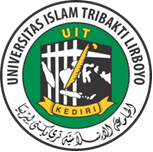 UNIVERSITAS ISLAM TRIBAKTI LIRBOYO
UIT
KEDIRI